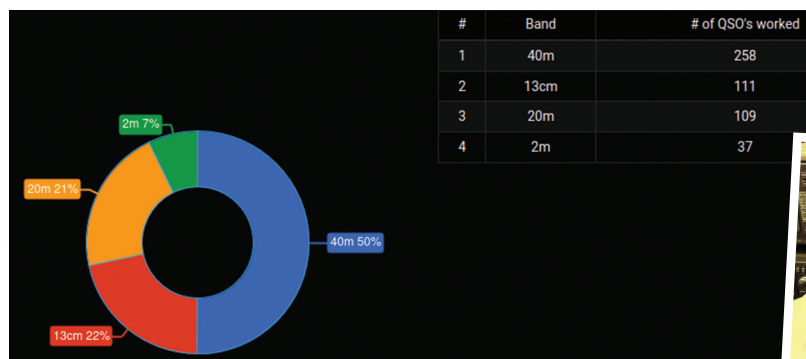 # Band # of QSO's worked
1 40m 258
2 13cm 111
3 20m 109
4 2m 37
2m 7%
20m 21%
40m 50%
13cm 22%